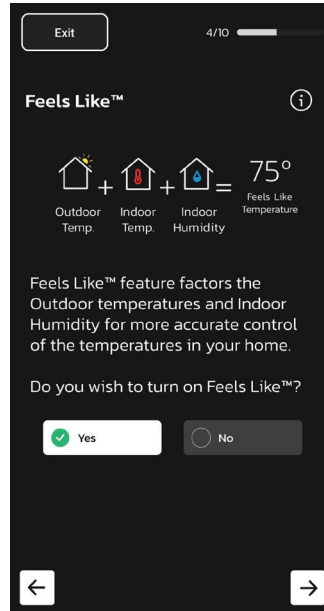 Exit
4/10
Feels Like™
+ + =
75°
Feels Like
Temperature
Outdoor
Temp.
Indoor
Temp.
Indoor
Humidity
Feels Like™ feature factors the
Outdoor temperatures and Indoor
Humidity for more accurate control
of the temperatures in your home.
Do you wish to turn on Feels Like™?
Yes
No